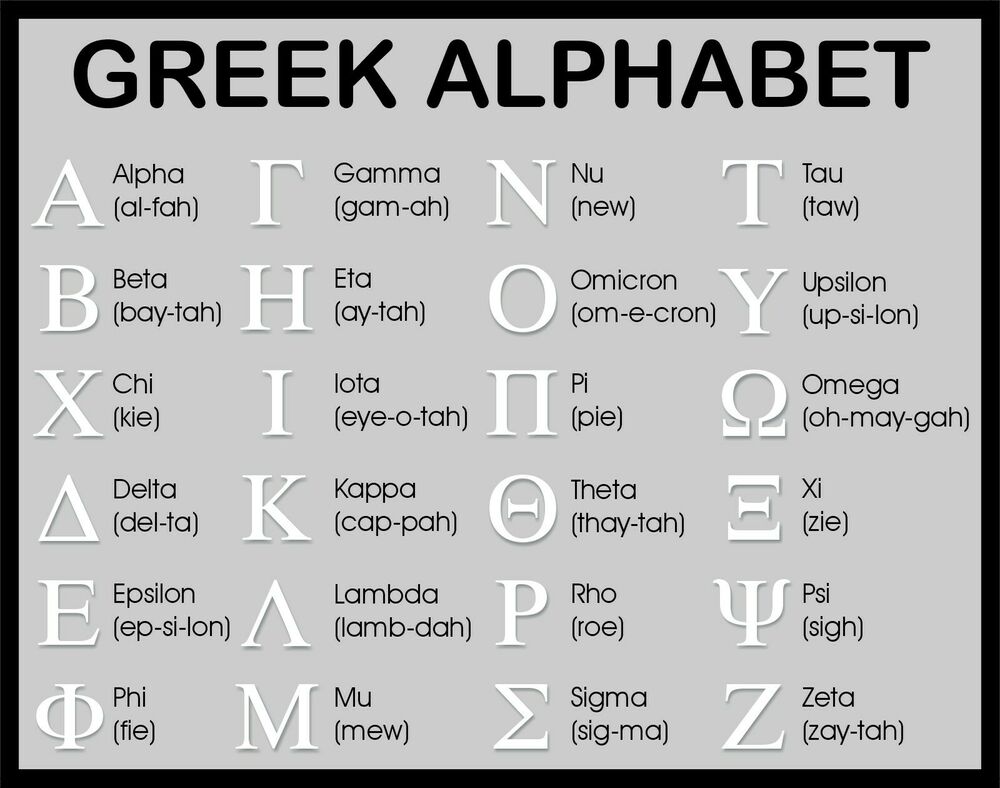 GREEK ALPHABET
Α Alpha
(al-fah)
Γ Gamma
(gam-ah)
Ν Nu
(new)
Τ Tau
(taw)
Β Beta
(bay-tah)
Η Eta
(ay-tah)
Ο Omicron
(om-e-cron)
Υ Upsilon
(up-si-lon)
Χ Chi
(kie)
Ι Iota
(eye-o-tah)
Π Pi
(pie)
Ω Omega
(oh-may-gah)
Δ Delta
(del-ta)
Κ Kappa
(cap-pah)
Θ Theta
(thay-tah)
Ξ Xi
(zie)
Ε Epsilon
(ep-si-lon)
Λ Lambda
(lamb-dah)
Ρ Rho
(roe)
Ψ Psi
(sigh)
Φ Phi
(fie)
Μ Mu
(mew)
Σ Sigma
(sig-ma)
Ζ Zeta
(zay-tah)